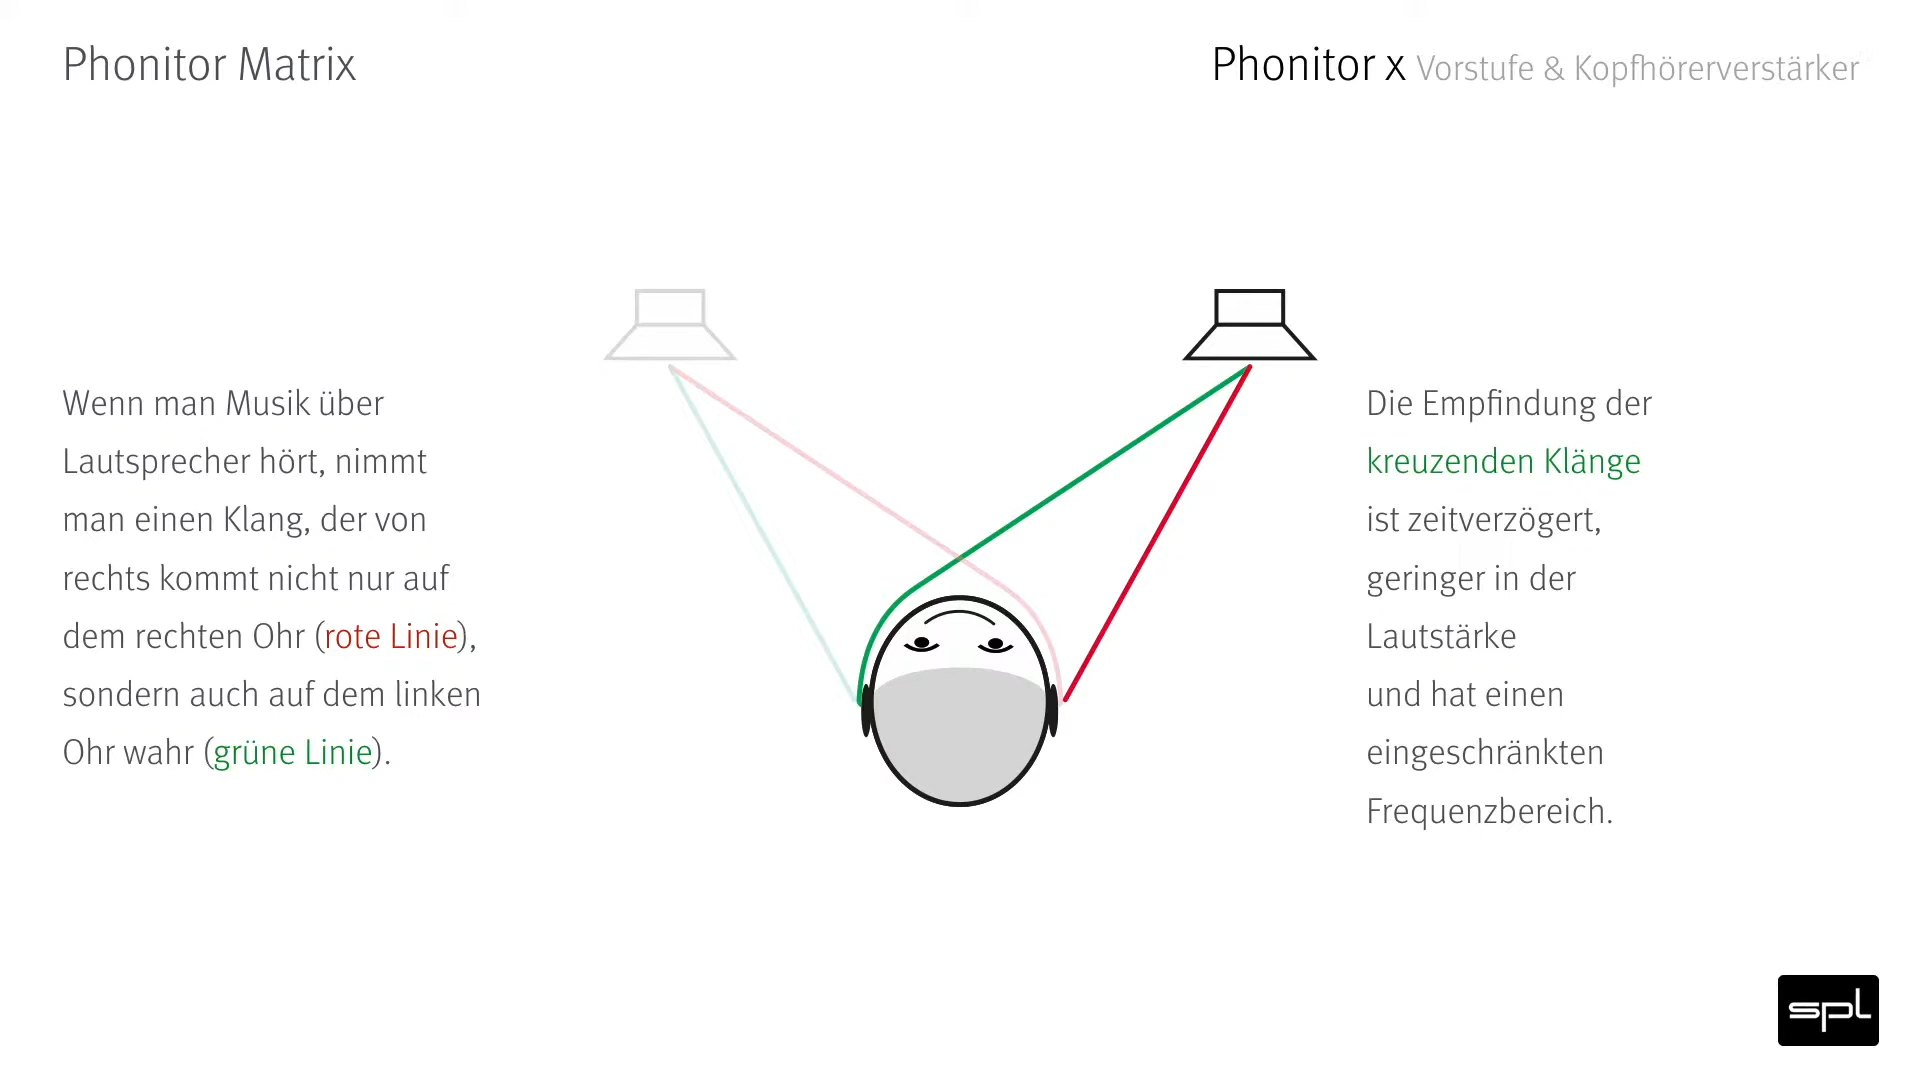 Phonitor Matrix
Phonitor x Vorstufe & Kopfhörerverstärker
Wenn man Musik über
Lautsprecher hört, nimmt
man einen Klang, der von
rechts kommt nicht nur auf
dem rechten Ohr (rote Linie),
sondern auch auf dem linken
Ohr wahr (grüne Linie).
Die Empfindung der
kreuzenden Klänge
ist zeitverzögert,
geringer in der
Lautstärke
und hat einen
eingeschränkten
Frequenzbereich.
spl